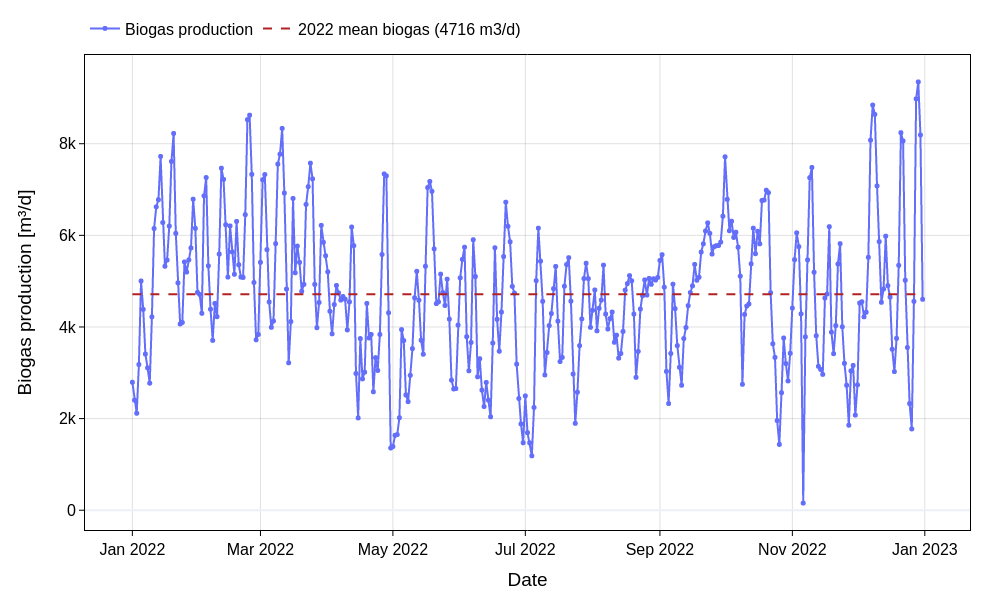 Biogas production
2022 mean biogas (4716 m3/d)
Biogas production [m³/d]
8k
6k
4k
2k
0
Jan 2022
Mar 2022
May 2022
Jul 2022
Sep 2022
Nov 2022
Jan 2023
Date